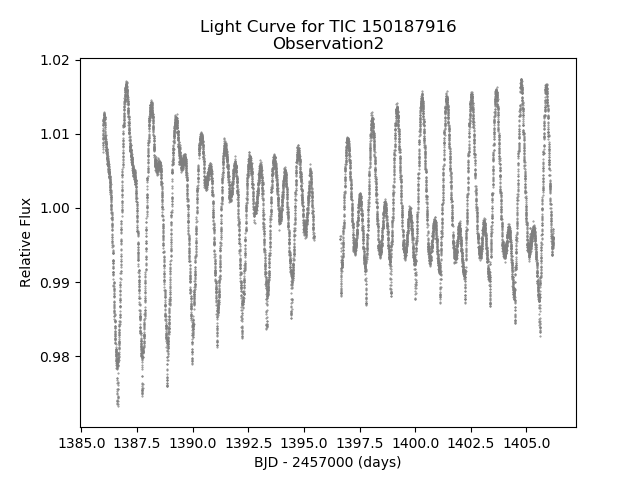 Light Curve for TIC 150187916
Observation2
1.02
1.01
1.00
0.99
0.98
Relative Flux
1385.0 1387.5 1390.0 1392.5 1395.0 1397.5 1400.0 1402.5 1405.0
BJD - 2457000 (days)